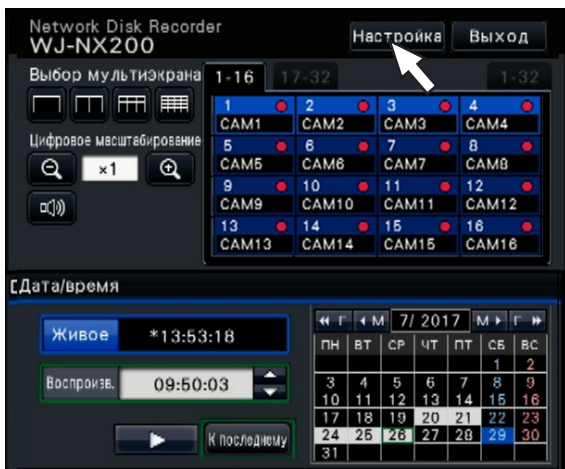 Network Disk Recorder
WJ-NX200
Настройка Выход
Выбор мультиэкрана
1-16 17-32 1-32
1 2 3 4
CAM1 CAM2 CAM3 CAM4
5 6 7 8
CAM5 CAM6 CAM7 CAM8
9 10 11 12
CAM9 CAM10 CAM11 CAM12
13 14 15 16
CAM13 CAM14 CAM15 CAM16
Цифровое масштабирование
×1
[Дата/время
Живое *13:53:18
Воспроизв. 09:50:03
К последнему
Г М 7/ 2017 М Г
ПН ВТ СР ЧТ ПТ СБ ВС
1 2
3 4 5 6 7 8 9
10 11 12 13 14 15 16
17 18 19 20 21 22 23
24 25 26 27 28 29 30
31